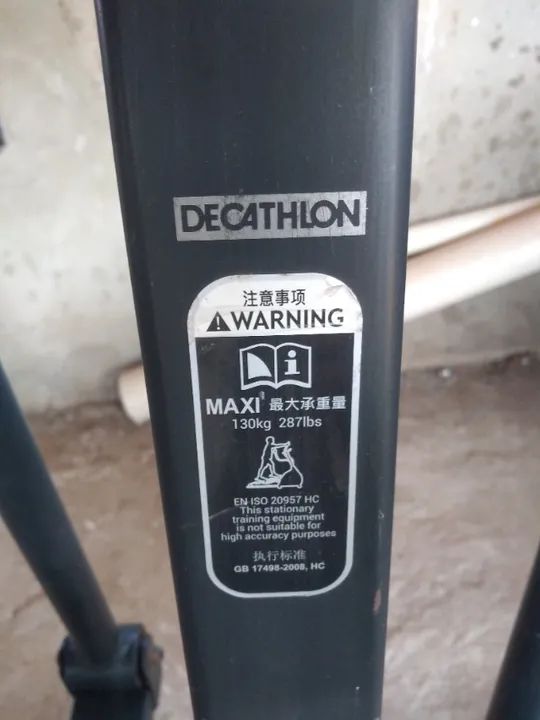 DECATHLON
注意事项
WARNING
i
MAXI 最大承重量
130kg 287lbs
EN ISO 20957 HC
This stationary
training equipment
is not suitable for
high accuracy purposes
执行标准
GB 17498-2008, HC